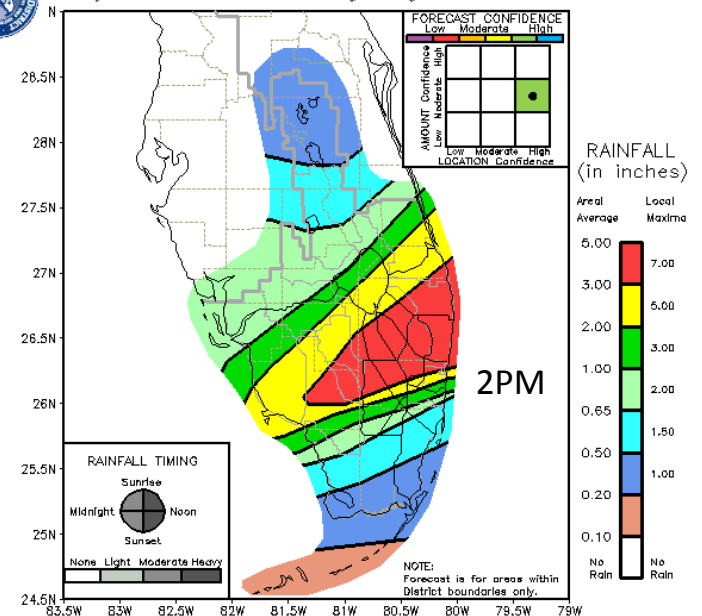 DISTRICT
N
28.5N
28N
27.5N
27N
26.5N
26N
25.5N
25N
24.5N
83.5W 83W 82.5W 82W 81.5W 81W 80.5W 80W 79.5W 79W
FORECAST CONFIDENCE
Low Moderate High
AMOUNT Confidence
Low Moderate High
Low Moderate High
LOCATION Confidence
RAINFALL
(in inches)
Areal Local
Average Maxima
5.00
7.00
3.00
5.00
2.00
3.00
1.00
2.00
0.65
1.50
0.50
1.00
0.20
0.10
No No
Rain Rain
2PM
RAINFALL TIMING
Sunrise
Midnight Noon
Sunset
None Light Moderate Heavy
NOTE:
Forecast is for areas within
District boundaries only.